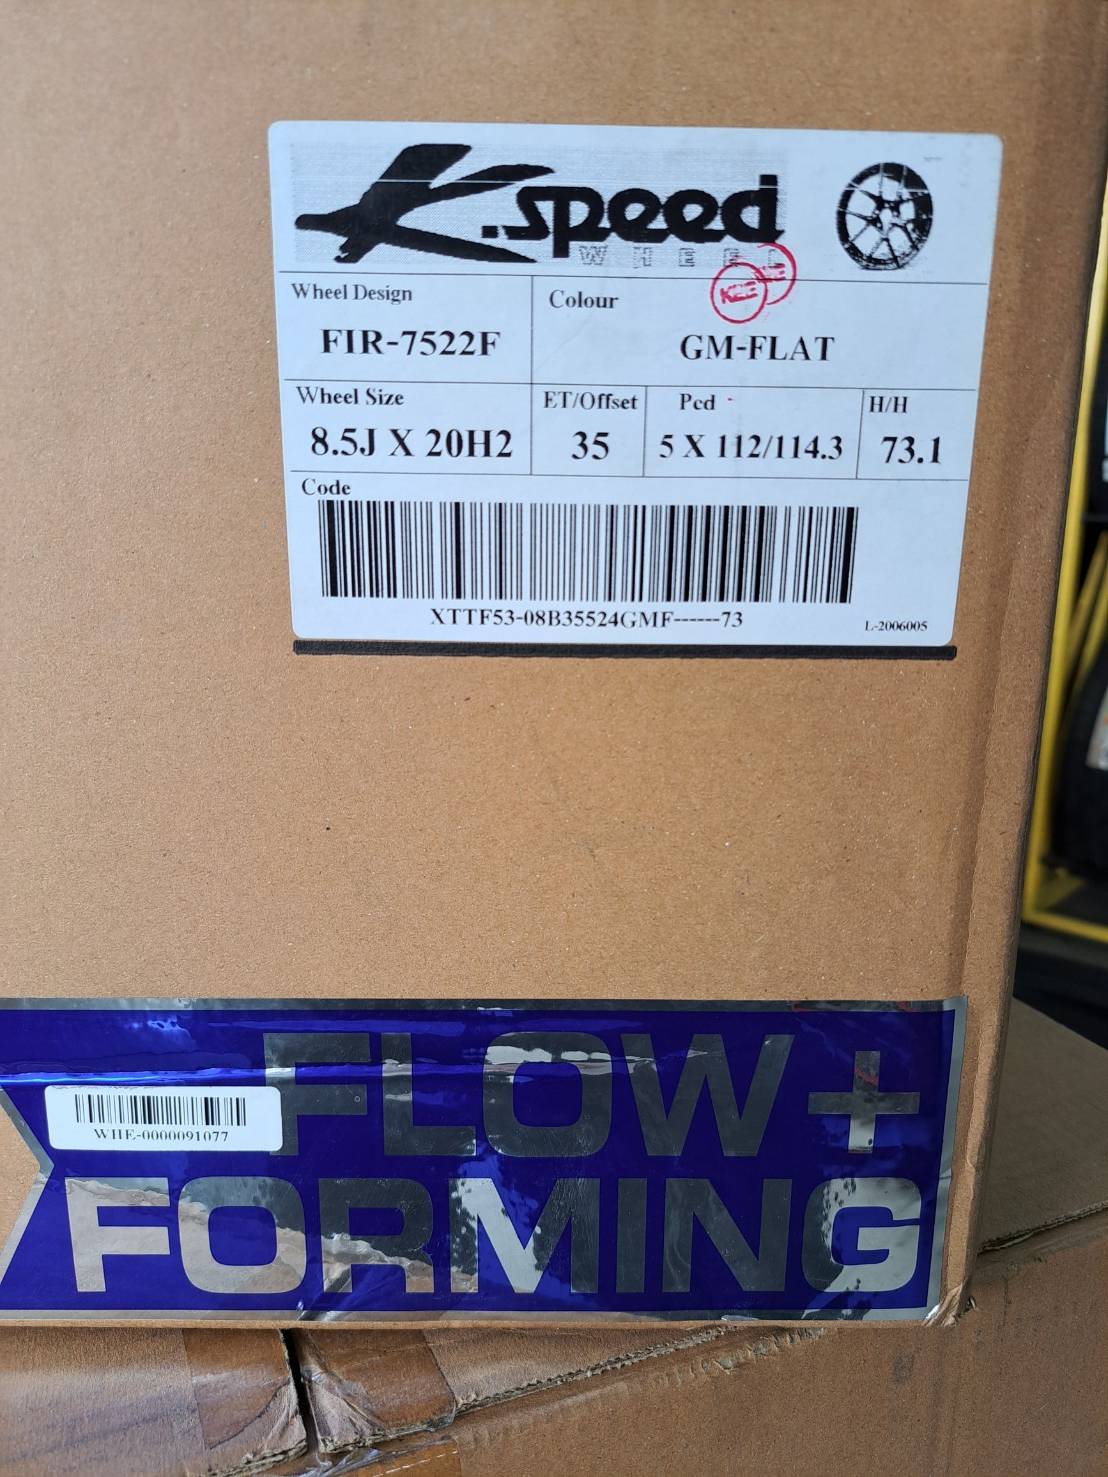 K.speed
WHEEL
KEE
Wheel Design
FIR-7522F
Colour
GM-FLAT
Wheel Size
8.5J X 20H2
ET/Offset
35
Pcd
5 X 112/114.3
H/H
73.1
Code
XTTF53-08B35524GMF------73
L-2006005
FLOW+
WHE-0000091077
FORMING